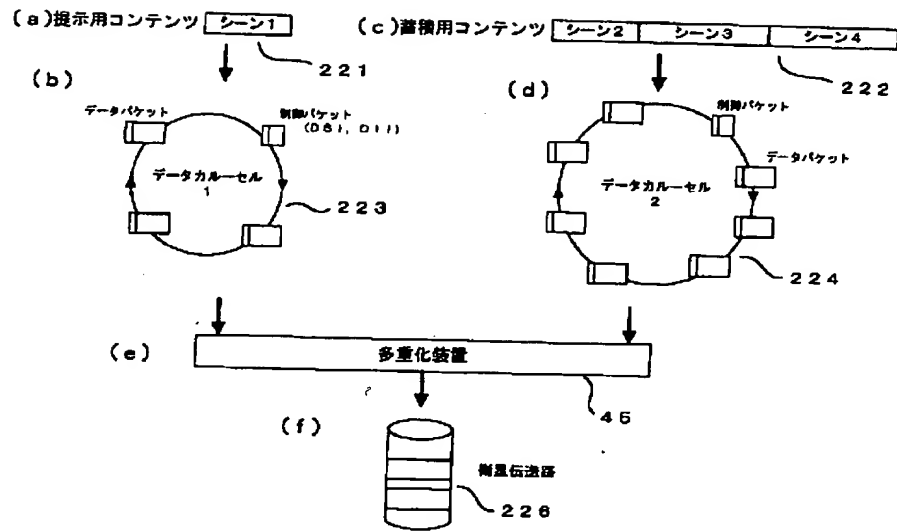 (a)提示用コンテンツ シーン1
221
(c)蓄積用コンテンツ シーン2 シーン3 シーン4
222
(b)
データパケット
制御パケット
(DSI, DII)
データカルーセル
1
223
(d)
制御パケット
データパケット
データカルーセル
2
224
(e)
多重化装置
45
(f)
衛星伝送路
226